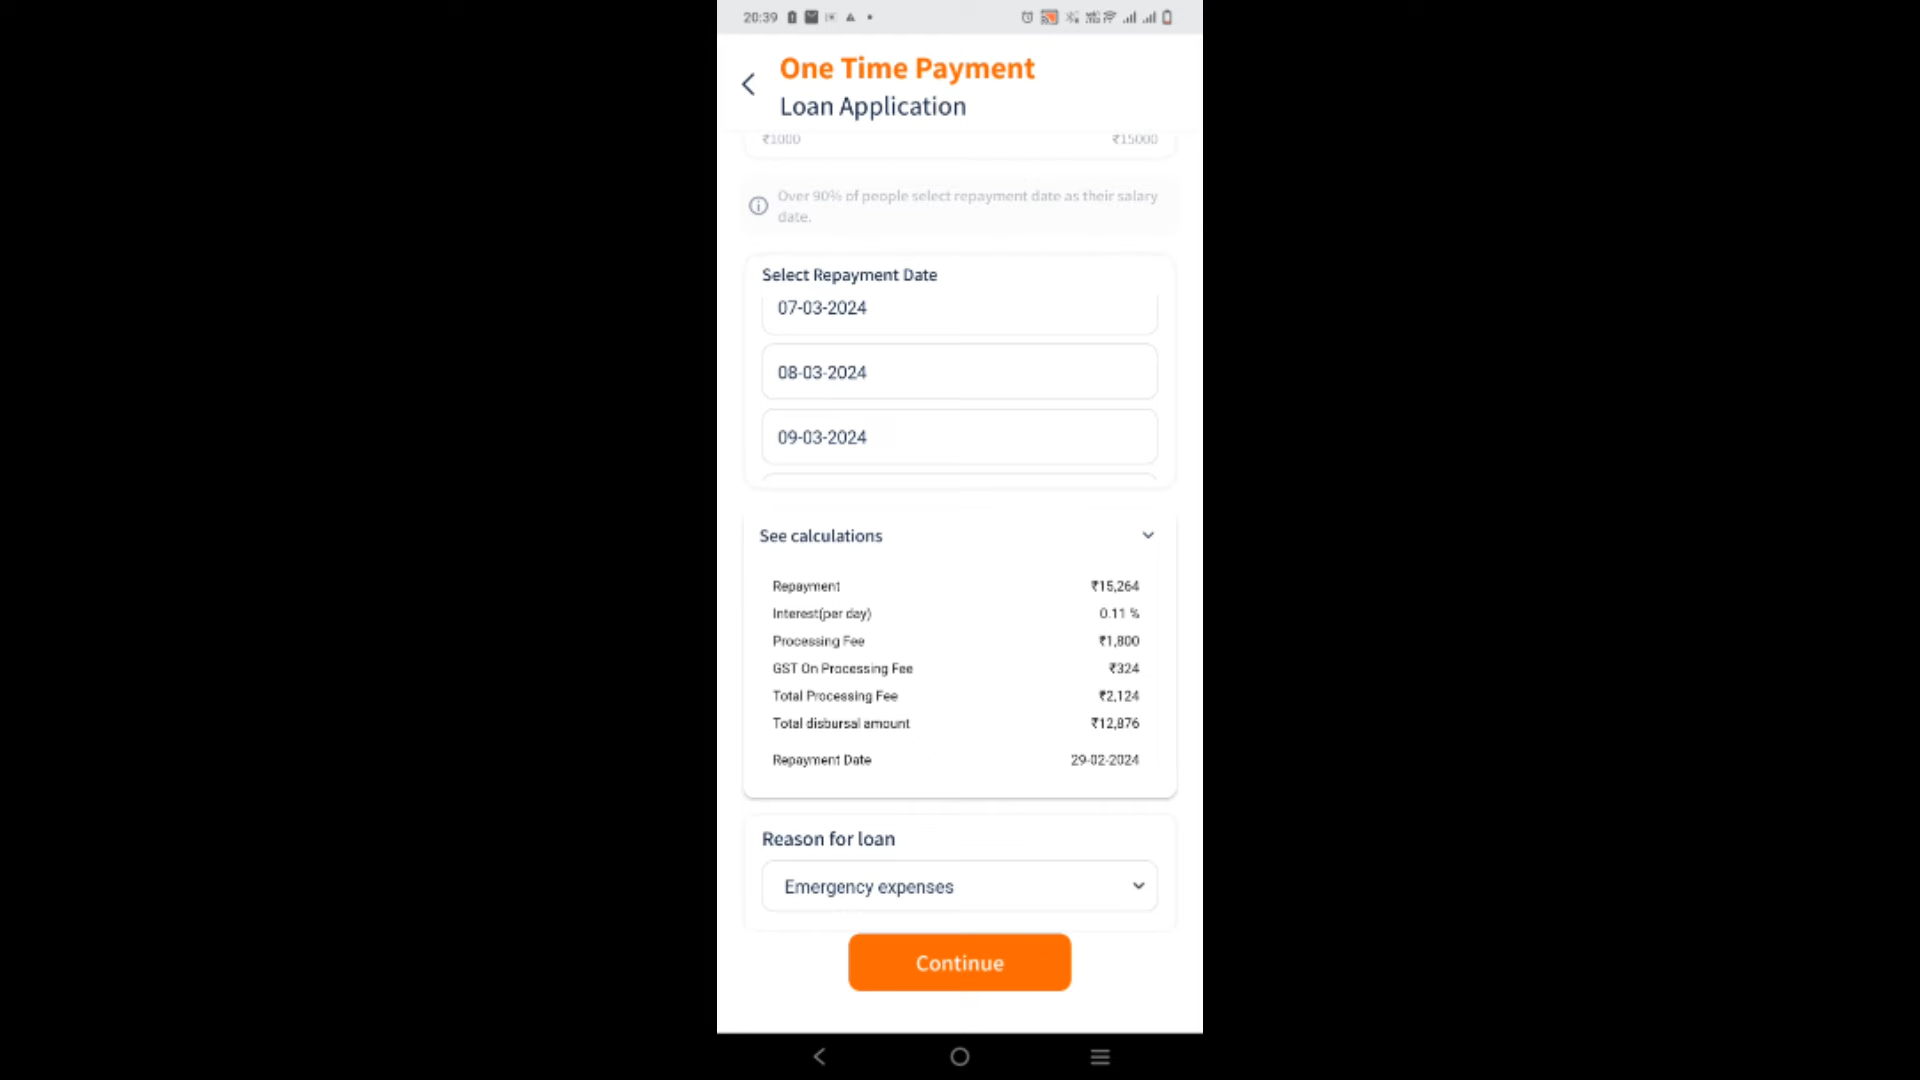 20:39
One Time Payment
Loan Application
₹1000 ₹15000
Over 90% of people select repayment date as their salary
date.
Select Repayment Date
07-03-2024
08-03-2024
09-03-2024
See calculations
Repayment ₹15,264
Interest(per day) 0.11 %
Processing Fee ₹1,800
GST On Processing Fee ₹324
Total Processing Fee ₹2,124
Total disbursal amount ₹12,876
Repayment Date 29-02-2024
Reason for loan
Emergency expenses
Continue